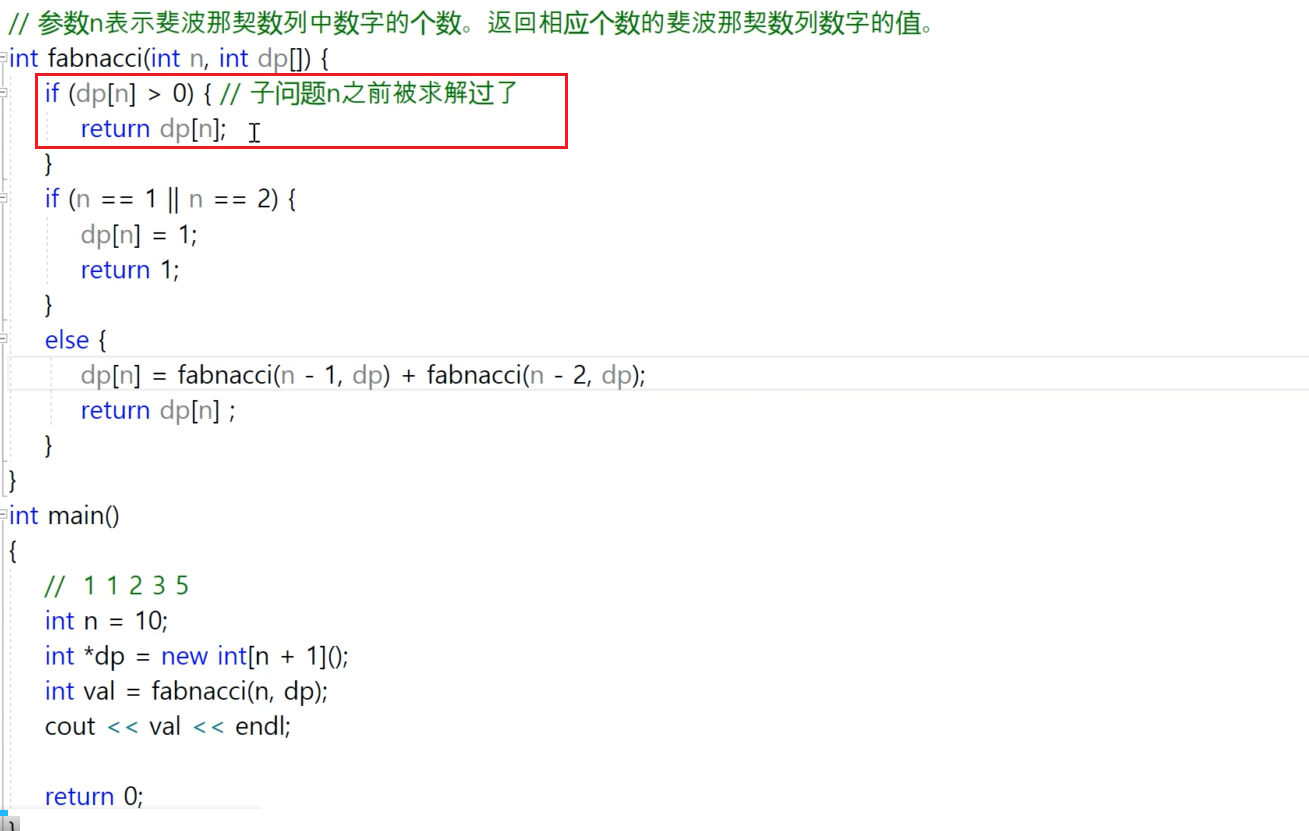 // 参数n表示斐波那契数列中数字的个数。返回相应个数的斐波那契数列数字的值。
int fabnacci(int n, int dp[]) {
if (dp[n] > 0) { // 子问题n之前被求解过了
return dp[n];
}
if (n == 1 || n == 2) {
dp[n] = 1;
return 1;
}
else {
dp[n] = fabnacci(n - 1, dp) + fabnacci(n - 2, dp);
return dp[n] ;
}
}
int main()
{
// 1 1 2 3 5
int n = 10;
int *dp = new int[n + 1]();
int val = fabnacci(n, dp);
cout << val << endl;
return 0;
}